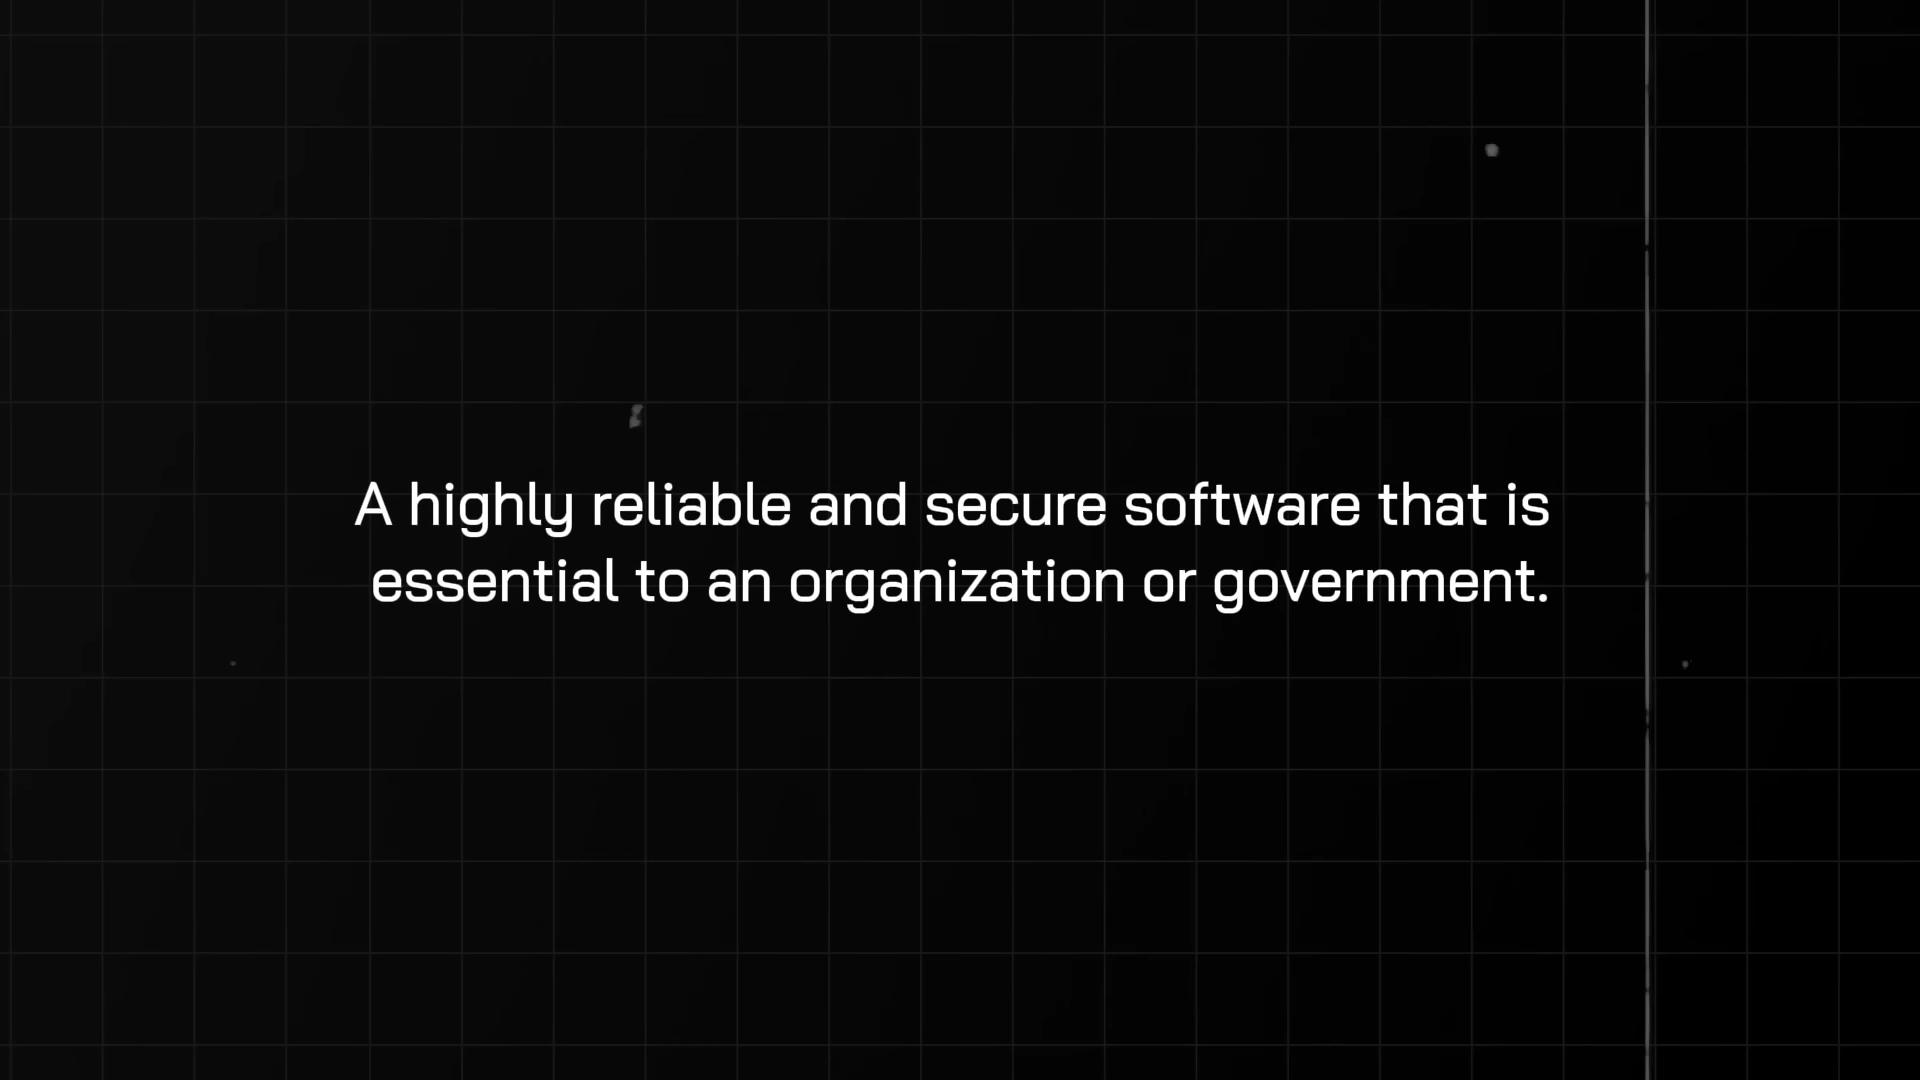 A highly reliable and secure software that is
essential to an organization or government.